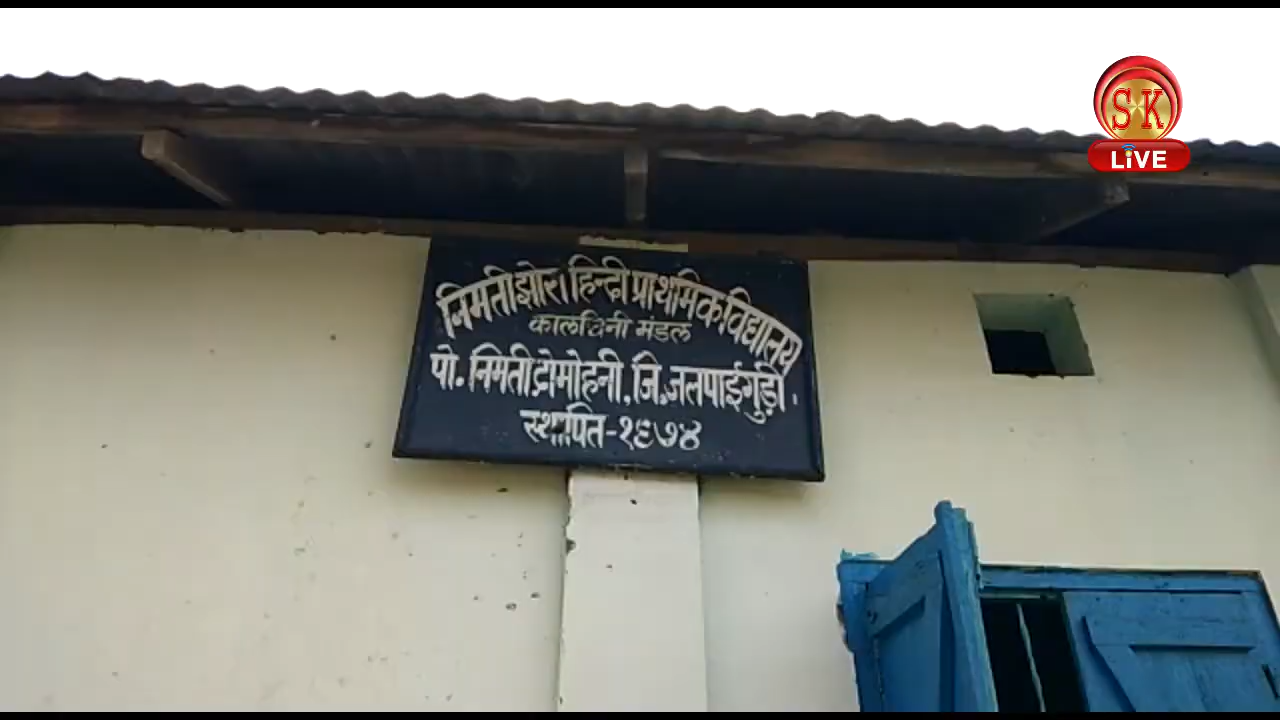 SK
LiVE
निमतीझोरा हिन्दी प्राथमिक विद्यालय
कालचिनी मंडल
पो. निमती दोमोहनी, जि. जलपाईगुड़ी.
स्थापित-१९७४